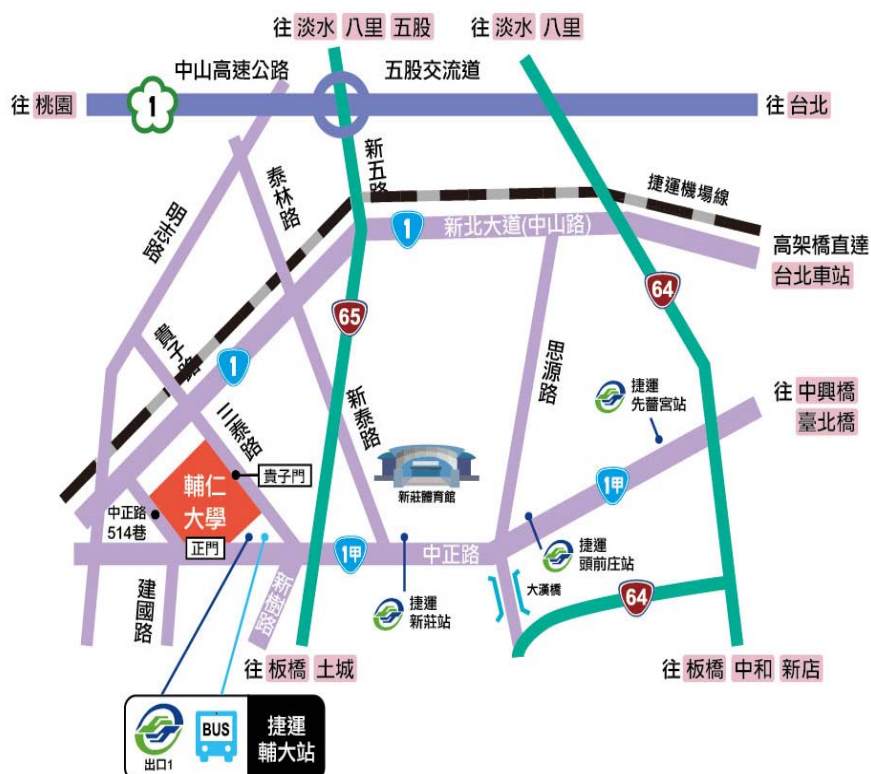 往 淡水 八里 五股
往 淡水 八里
中山高速公路
五股交流道
往 桃園
1
往 台北
新五路
泰林路
明志路
捷運機場線
1
新北大道(中山路)
高架橋直達
台北車站
64
65
貴子路
1
思源路
捷運
先嗇宮站
往 中興橋
臺北橋
新泰路
三泰路
貴子門
輔仁
大學
新莊體育館
1甲
中正路
514巷
正門
1甲
中正路
捷運
頭前庄站
建國路
新樹路
捷運
新莊站
大漢橋
64
往 板橋 土城
往 板橋 中和 新店
BUS
出口1
捷運
輔大站